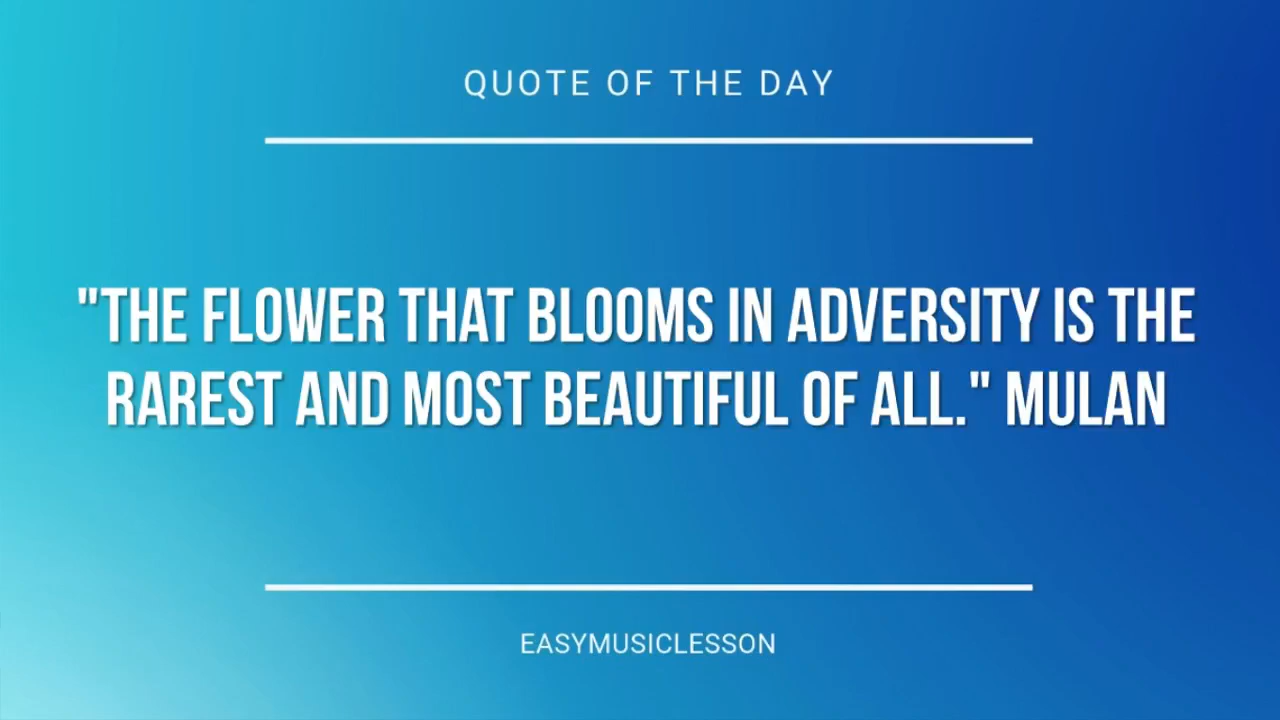 QUOTE OF THE DAY
"THE FLOWER THAT BLOOMS IN ADVERSITY IS THE
RAREST AND MOST BEAUTIFUL OF ALL." MULAN
EASYMUSICLESSON